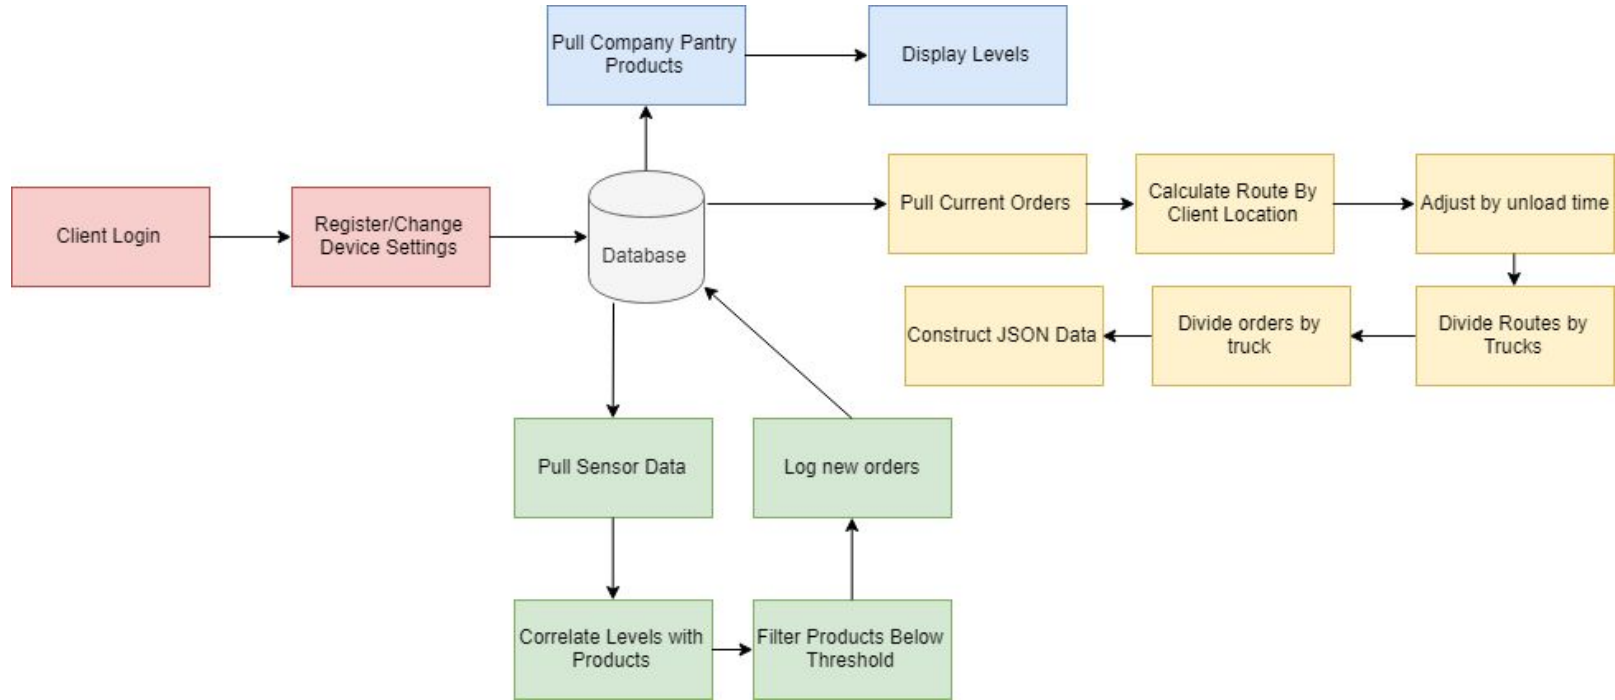 Pull Company Pantry
Products
Display Levels
Client Login
Register/Change
Device Settings
Database
Pull Current Orders
Calculate Route By
Client Location
Adjust by unload time
Construct JSON Data
Divide orders by
truck
Divide Routes by
Trucks
Pull Sensor Data
Log new orders
Correlate Levels with
Products
Filter Products Below
Threshold